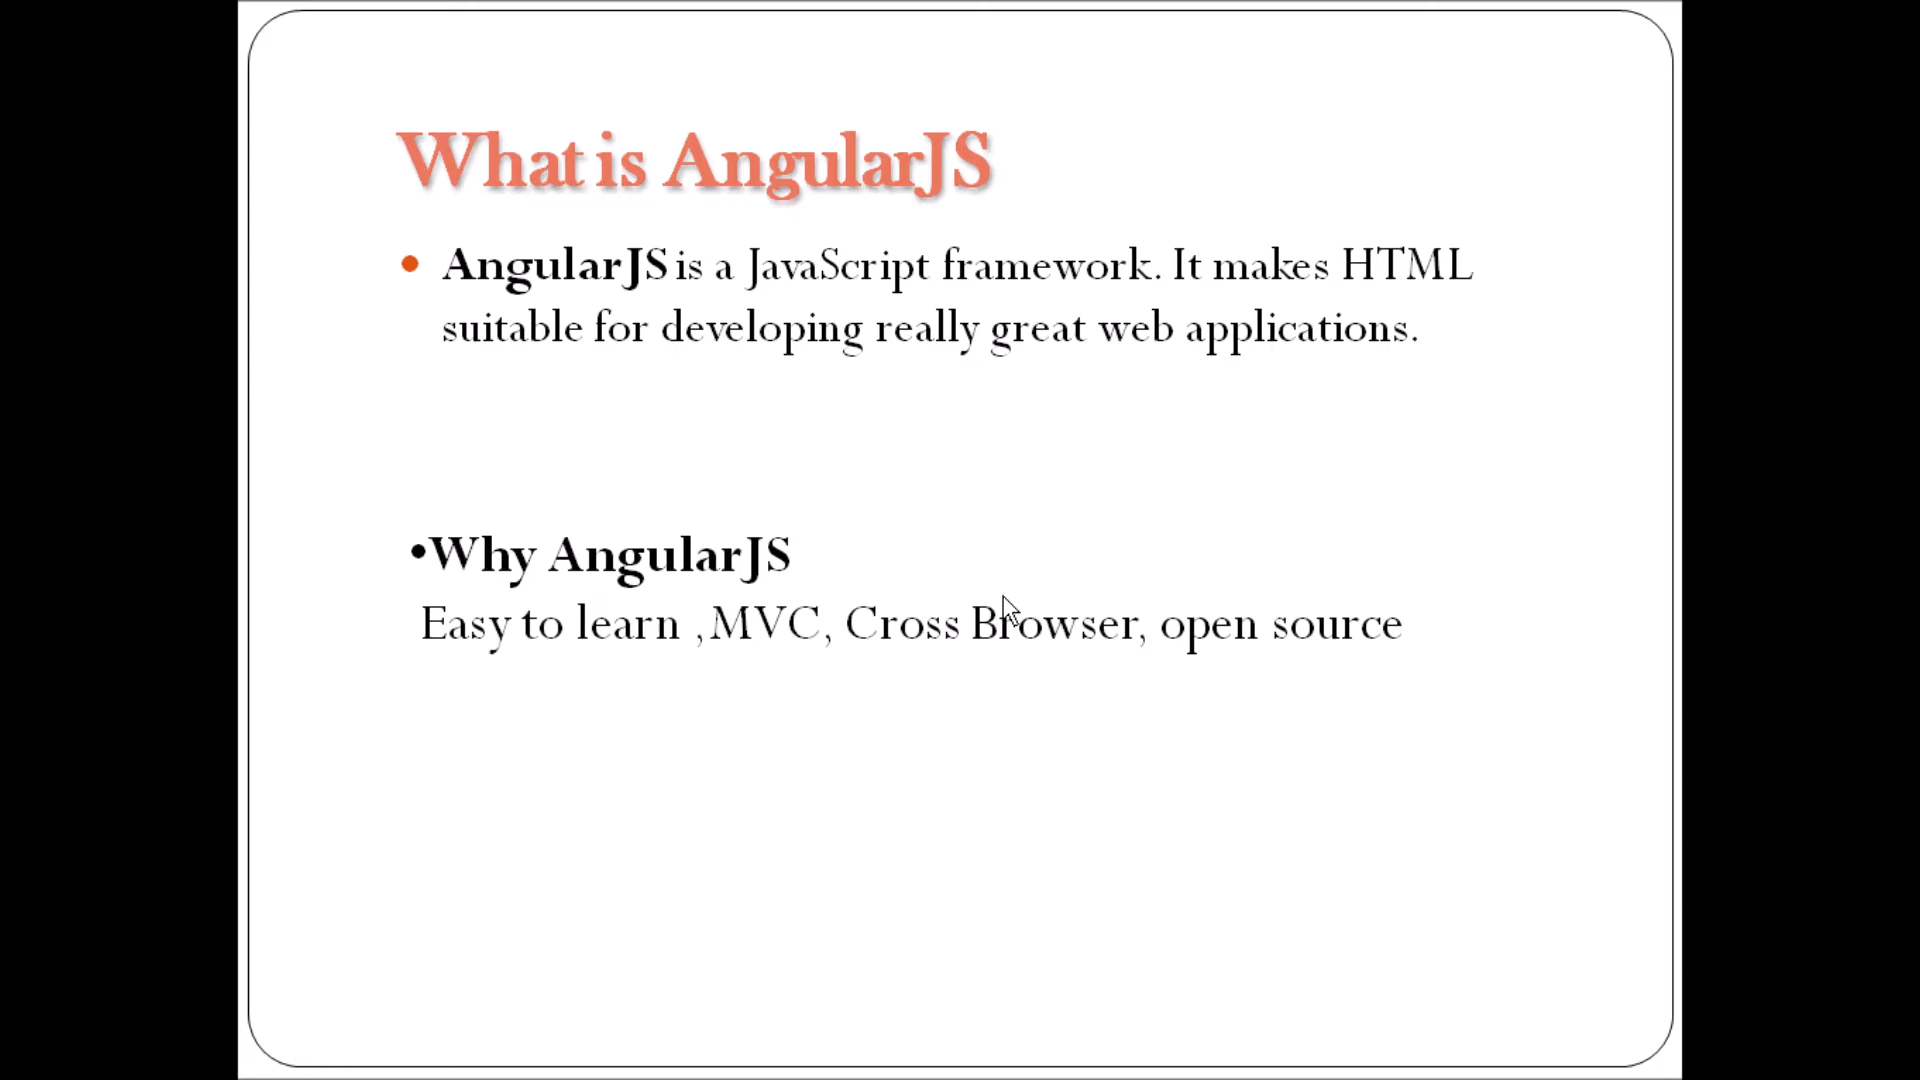 What is AngularJS
• AngularJS is a JavaScript framework. It makes HTML
suitable for developing really great web applications.
•Why AngularJS
Easy to learn ,MVC, Cross Browser, open source